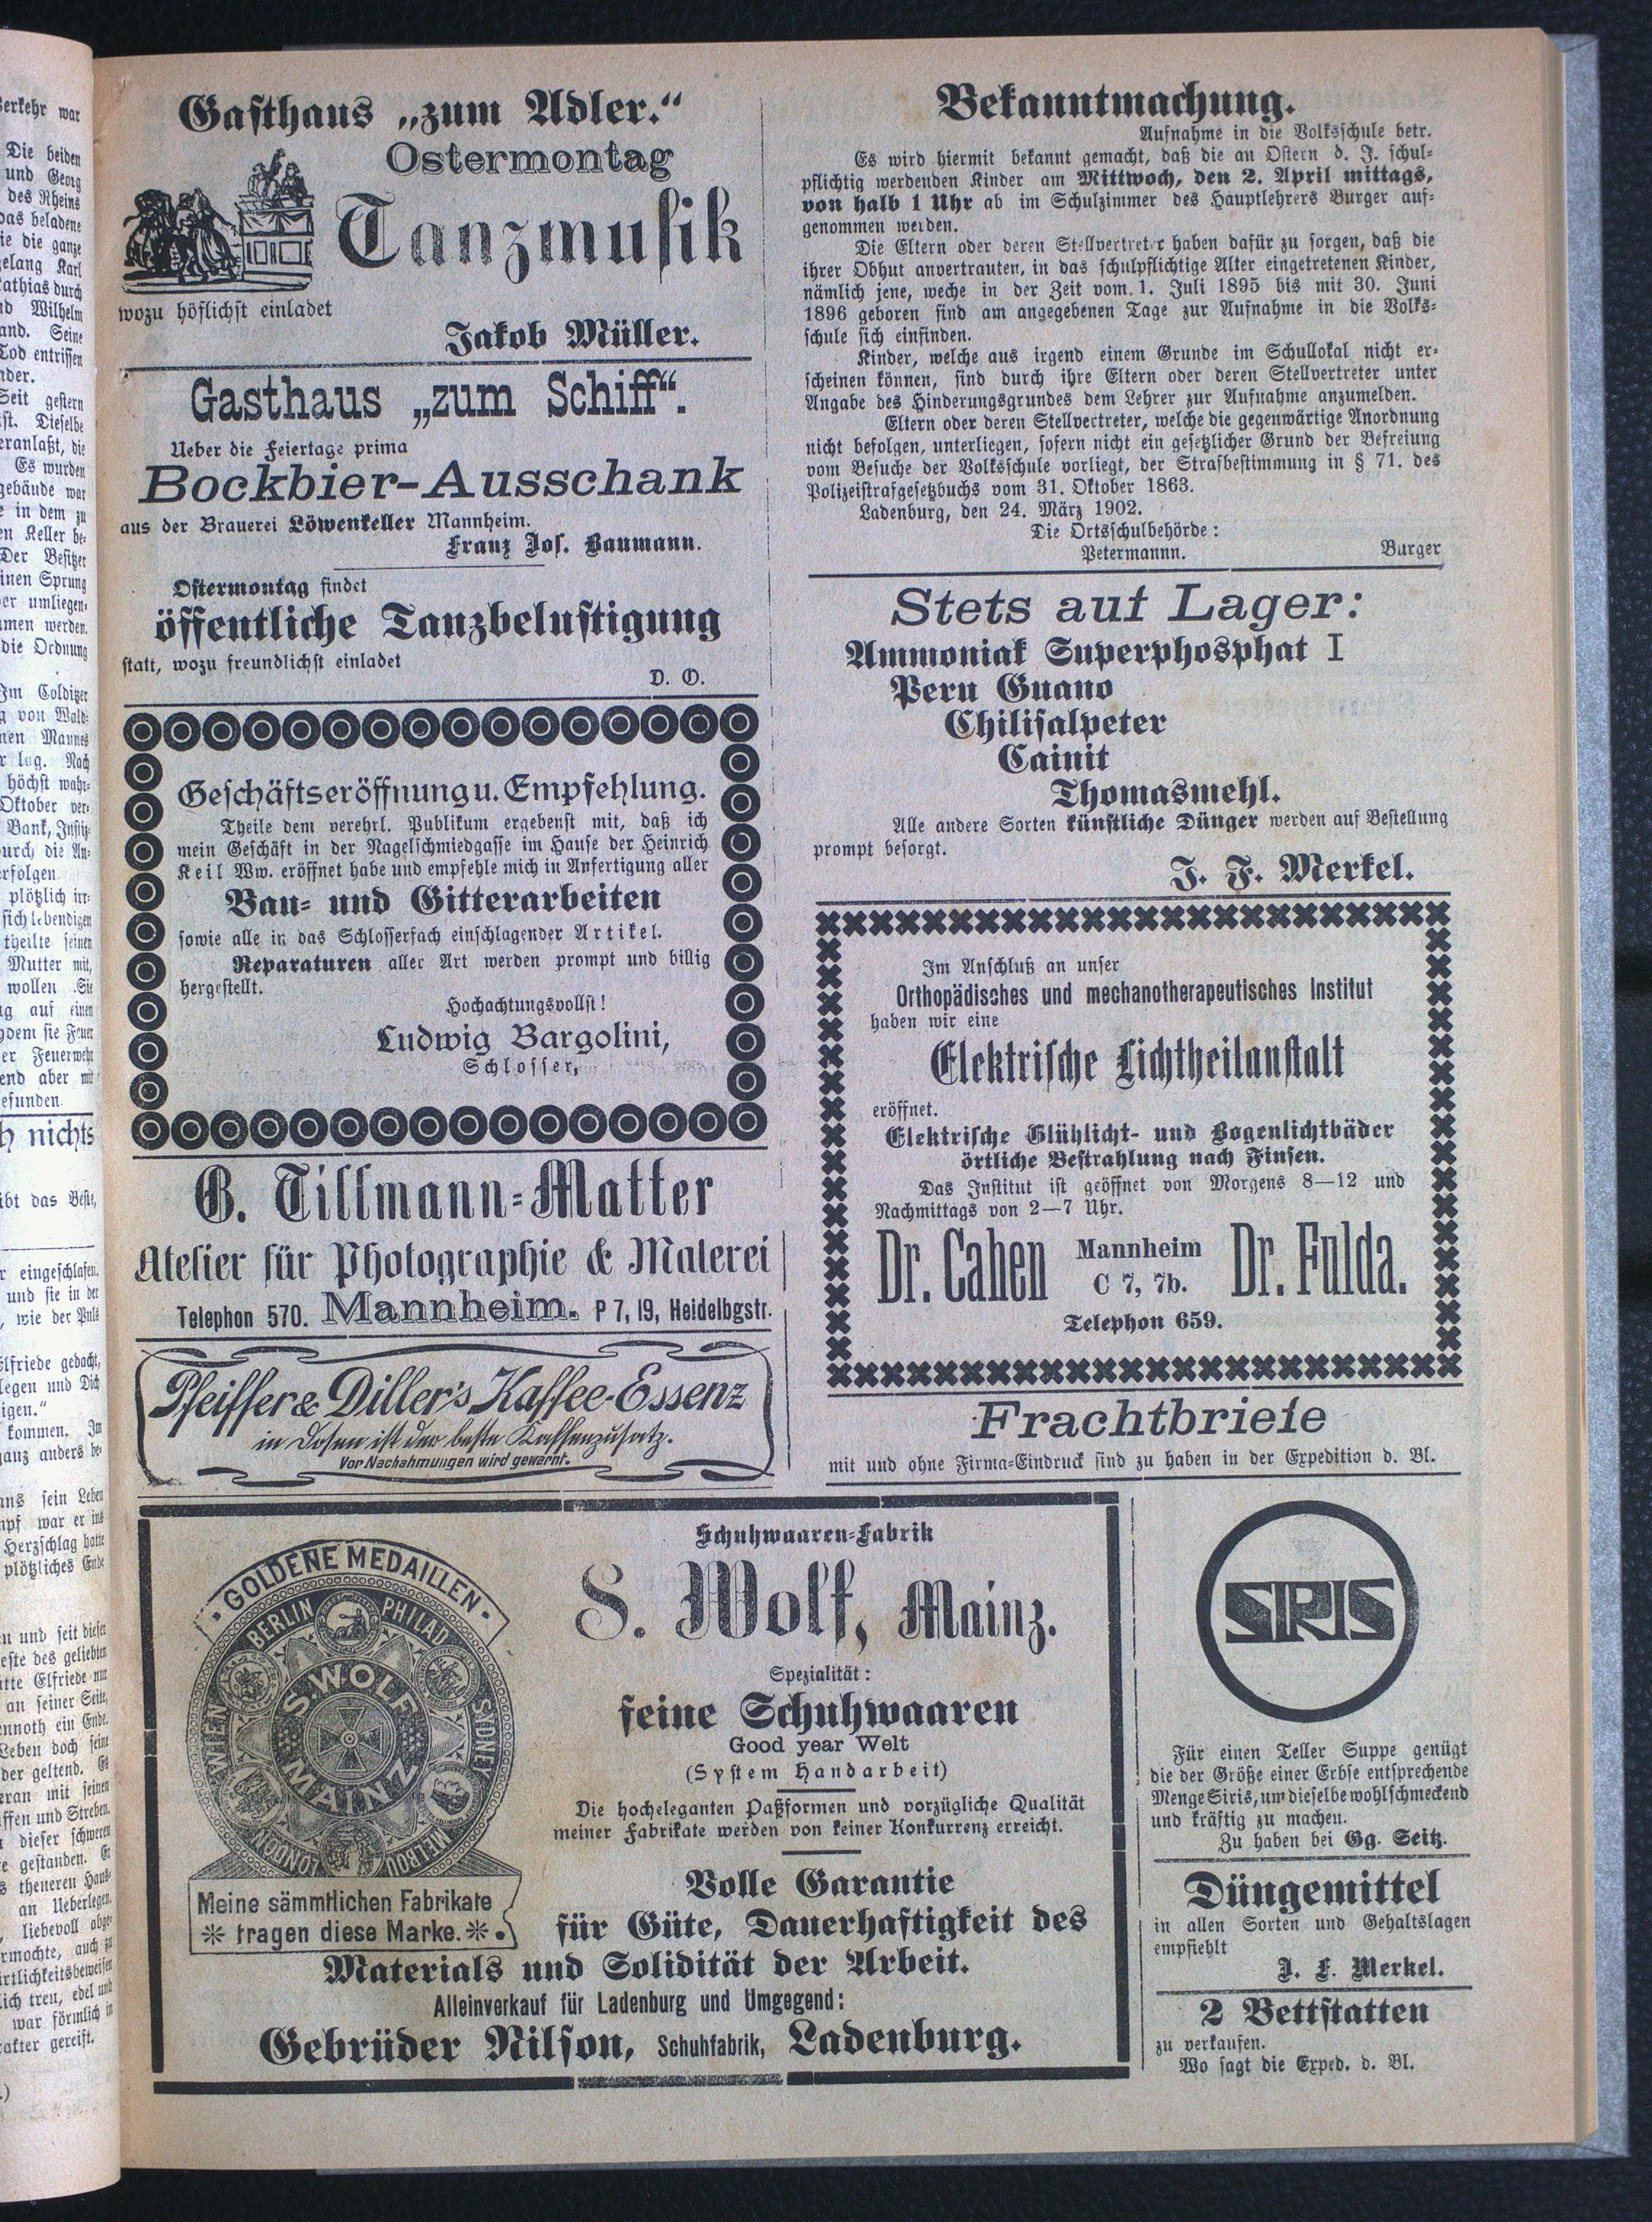 Gasthaus „zum Adler.“
Ostermontag
Tanzmusik
wozu höflichst einladet
Jakob Müller.
Gasthaus „zum Schiff“.
Ueber die Feiertage prima
Bockbier-Ausschank
aus der Brauerei Löwenkeller Mannheim.
Franz Jos. Baumann.
Ostermontag findet
öffentliche Tanzbelustigung
statt, wozu freundlichst einladet
D. O.
Geschäftseröffnung u. Empfehlung.
Theile dem verehrl. Publikum ergebenst mit, daß ich
mein Geschäft in der Nagelschmiedgasse im Hause der Heinrich
Keil Ww. eröffnet habe und empfehle mich in Anfertigung aller
Bau- und Gitterarbeiten
sowie alle in das Schlosserfach einschlagender Artikel.
Reparaturen aller Art werden prompt und billig
hergestellt.
Hochachtungsvollst!
Ludwig Bargolini,
Schlosser,
G. Tillmann-Matter
Atelier für Photographie & Malerei
Telephon 570. Mannheim. P 7, 19, Heidelbgstr.
Pfeiffer & Diller's Kaffee-Essenz
in Dosen ist der beste Kaffeezusatz.
Vor Nachahmungen wird gewarnt.
Bekanntmachung.
Aufnahme in die Volksschule betr.
Es wird hiermit bekannt gemacht, daß die an Ostern d. J. schul-
pflichtig werdenden Kinder am Mittwoch, den 2. April mittags,
von halb 1 Uhr ab im Schulzimmer des Hauptlehrers Burger auf-
genommen werden.
Die Eltern oder deren Stellvertreter haben dafür zu sorgen, daß die
ihrer Obhut anvertrauten, in das schulpflichtige Alter eingetretenen Kinder,
nämlich jene, weche in der Zeit vom 1. Juli 1895 bis mit 30. Juni
1896 geboren sind am angegebenen Tage zur Aufnahme in die Volks-
schule sich einfinden.
Kinder, welche aus irgend einem Grunde im Schullokal nicht er-
scheinen können, sind durch ihre Eltern oder deren Stellvertreter unter
Angabe des Hinderungsgrundes dem Lehrer zur Aufnahme anzumelden.
Eltern oder deren Stellvertreter, welche die gegenwärtige Anordnung
nicht befolgen, unterliegen, sofern nicht ein gesetzlicher Grund der Befreiung
vom Besuche der Volksschule vorliegt, der Strafbestimmung in § 71. des
Polizeistrafgesetzbuchs vom 31. Oktober 1863.
Ladenburg, den 24. März 1902.
Die Ortsschulbehörde:
Petermannn. Burger
Stets auf Lager:
Ammoniak Superphosphat I
Peru Guano
Chilisalpeter
Cainit
Thomasmehl.
Alle andere Sorten künstliche Dünger werden auf Bestellung
prompt besorgt.
J. F. Merkel.
Im Anschluß an unser
Orthopädisches und mechanotherapeutisches Institut
haben wir eine
Elektrische Lichtheilanstalt
eröffnet.
Elektrische Glühlicht- und Bogenlichtbäder
örtliche Bestrahlung nach Finsen.
Das Institut ist geöffnet von Morgens 8—12 und
Nachmittags von 2—7 Uhr.
Dr. Cahen Mannheim Dr. Fulda.
C 7, 7b.
Telephon 659.
Frachtbriefe
mit und ohne Firma-Eindruck sind zu haben in der Expedition d. Bl.
GOLDENE MEDAILLEN
BERLIN PHILAD
WIEN SYDNEY
LONDON MELBOU
S. WOLF
MAINZ
Meine sämmtlichen Fabrikate
tragen diese Marke.
Schuhwaaren-Fabrik
S. Wolf, Mainz.
Spezialität:
feine Schuhwaaren
Good year Welt
(System Handarbeit)
Die hocheleganten Paßformen und vorzügliche Qualität
meiner Fabrikate werden von keiner Konkurrenz erreicht.
Volle Garantie
für Güte, Dauerhaftigkeit des
Materials und Solidität der Arbeit.
Alleinverkauf für Ladenburg und Umgegend:
Gebrüder Nilson, Schuhfabrik, Ladenburg.
SIRIS
Für einen Teller Suppe genügt
die der Größe einer Erbse entsprechende
Menge Siris, um dieselbe wohlschmeckend
und kräftig zu machen.
Zu haben bei Gg. Seitz.
Düngemittel
in allen Sorten und Gehaltslagen
empfiehlt
J. F. Merkel.
2 Bettstatten
zu verkaufen.
Wo sagt die Exped. d. Bl.